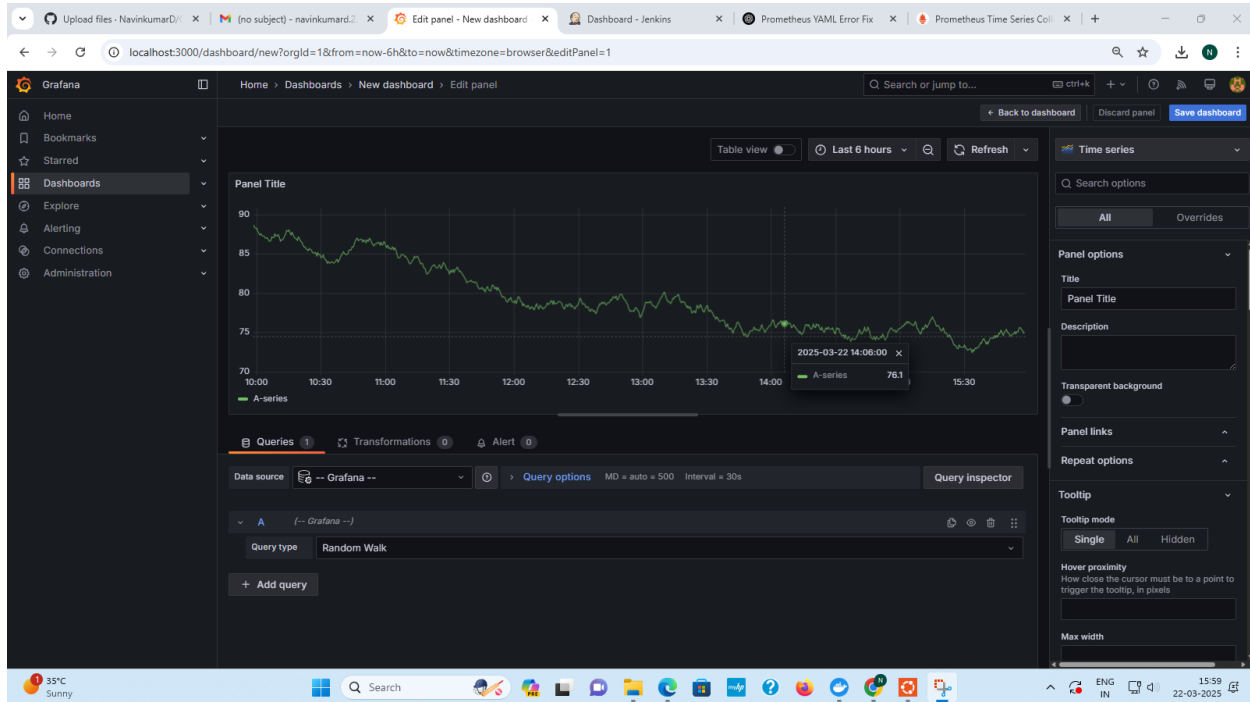 Upload files · NavinkumarD/
(no subject) - navinkumard.2
Edit panel - New dashboard
Dashboard - Jenkins
Prometheus YAML Error Fix
Prometheus Time Series Coll
localhost:3000/dashboard/new?orgId=1&from=now-6h&to=now&timezone=browser&editPanel=1
N
Grafana
Home › Dashboards › New dashboard › Edit panel
Search or jump to...
ctrl+k
Back to dashboard
Discard panel
Save dashboard
Home
Bookmarks
Starred
Dashboards
Explore
Alerting
Connections
Administration
Table view
Last 6 hours
Refresh
Panel Title
90
85
80
75
70
10:00 10:30 11:00 11:30 12:00 12:30 13:00 13:30 14:00 15:30
2025-03-22 14:06:00
A-series 76.1
A-series
Queries 1
Transformations 0
Alert 0
Data source
-- Grafana --
Query options
MD = auto = 500 Interval = 30s
Query inspector
A (-- Grafana --)
Query type
Random Walk
+ Add query
Time series
Search options
All
Overrides
Panel options
Title
Panel Title
Description
Transparent background
Panel links
Repeat options
Tooltip
Tooltip mode
Single
All
Hidden
Hover proximity
How close the cursor must be to a point to
trigger the tooltip, in pixels
Max width
1
35°C
Sunny
Search
PRE
myhp
N
ENG
IN
15:59
22-03-2025